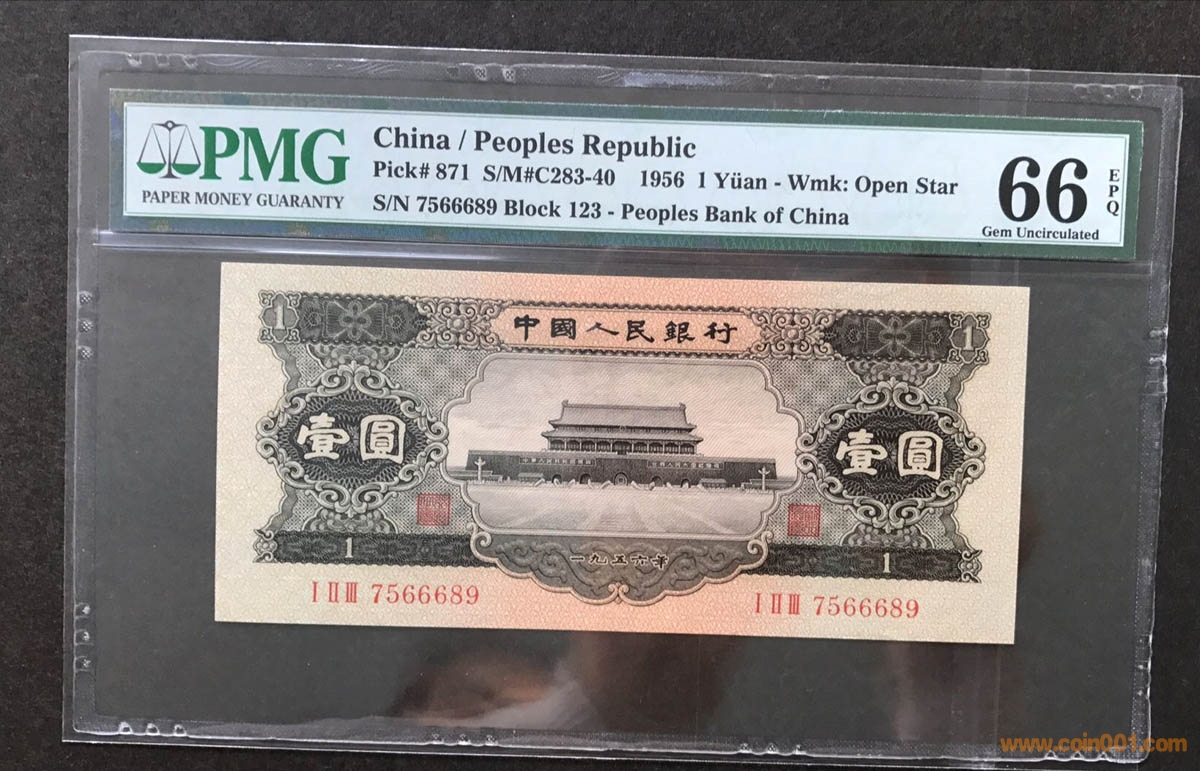 PMG
PAPER MONEY GUARANTY
China / Peoples Republic
Pick# 871 S/M#C283-40 1956 1 Yüan - Wmk: Open Star
S/N 7566689 Block 123 - Peoples Bank of China
66 EPQ
Gem Uncirculated
1 中國人民銀行 1
壹圓 壹圓
1 一九五六年 1
I II III 7566689
I II III 7566689
www.coin001.com